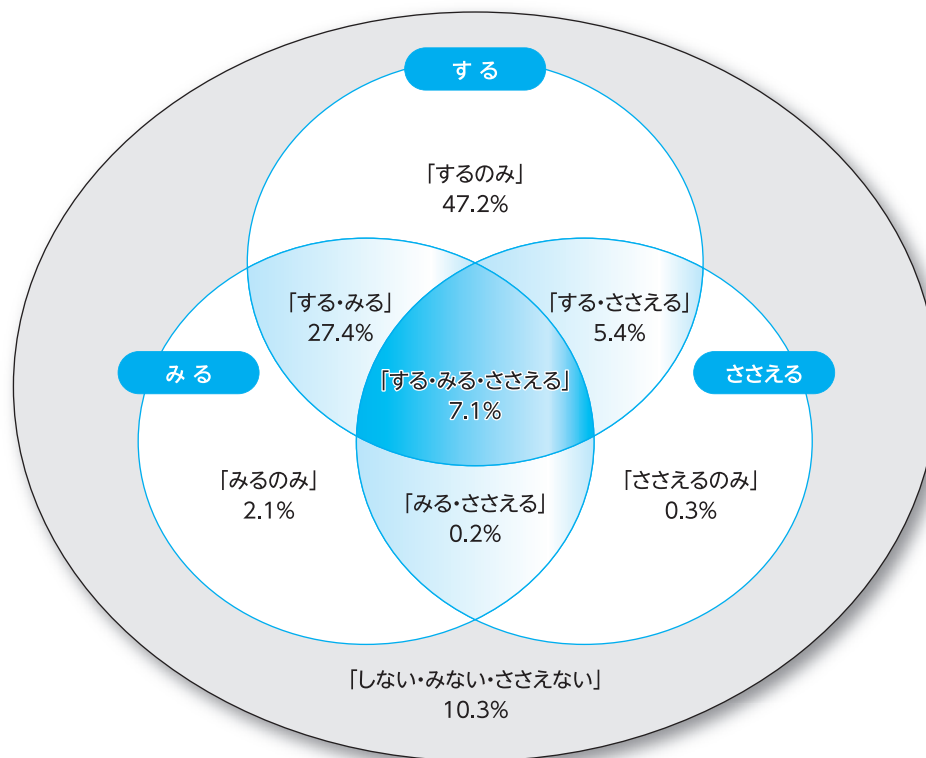 する
「するのみ」
47.2%
「する・みる」
27.4%
「する・ささえる」
5.4%
みる
「する・みる・ささえる」
7.1%
ささえる
「みるのみ」
2.1%
「みる・ささえる」
0.2%
「ささえるのみ」
0.3%
「しない・みない・ささえない」
10.3%